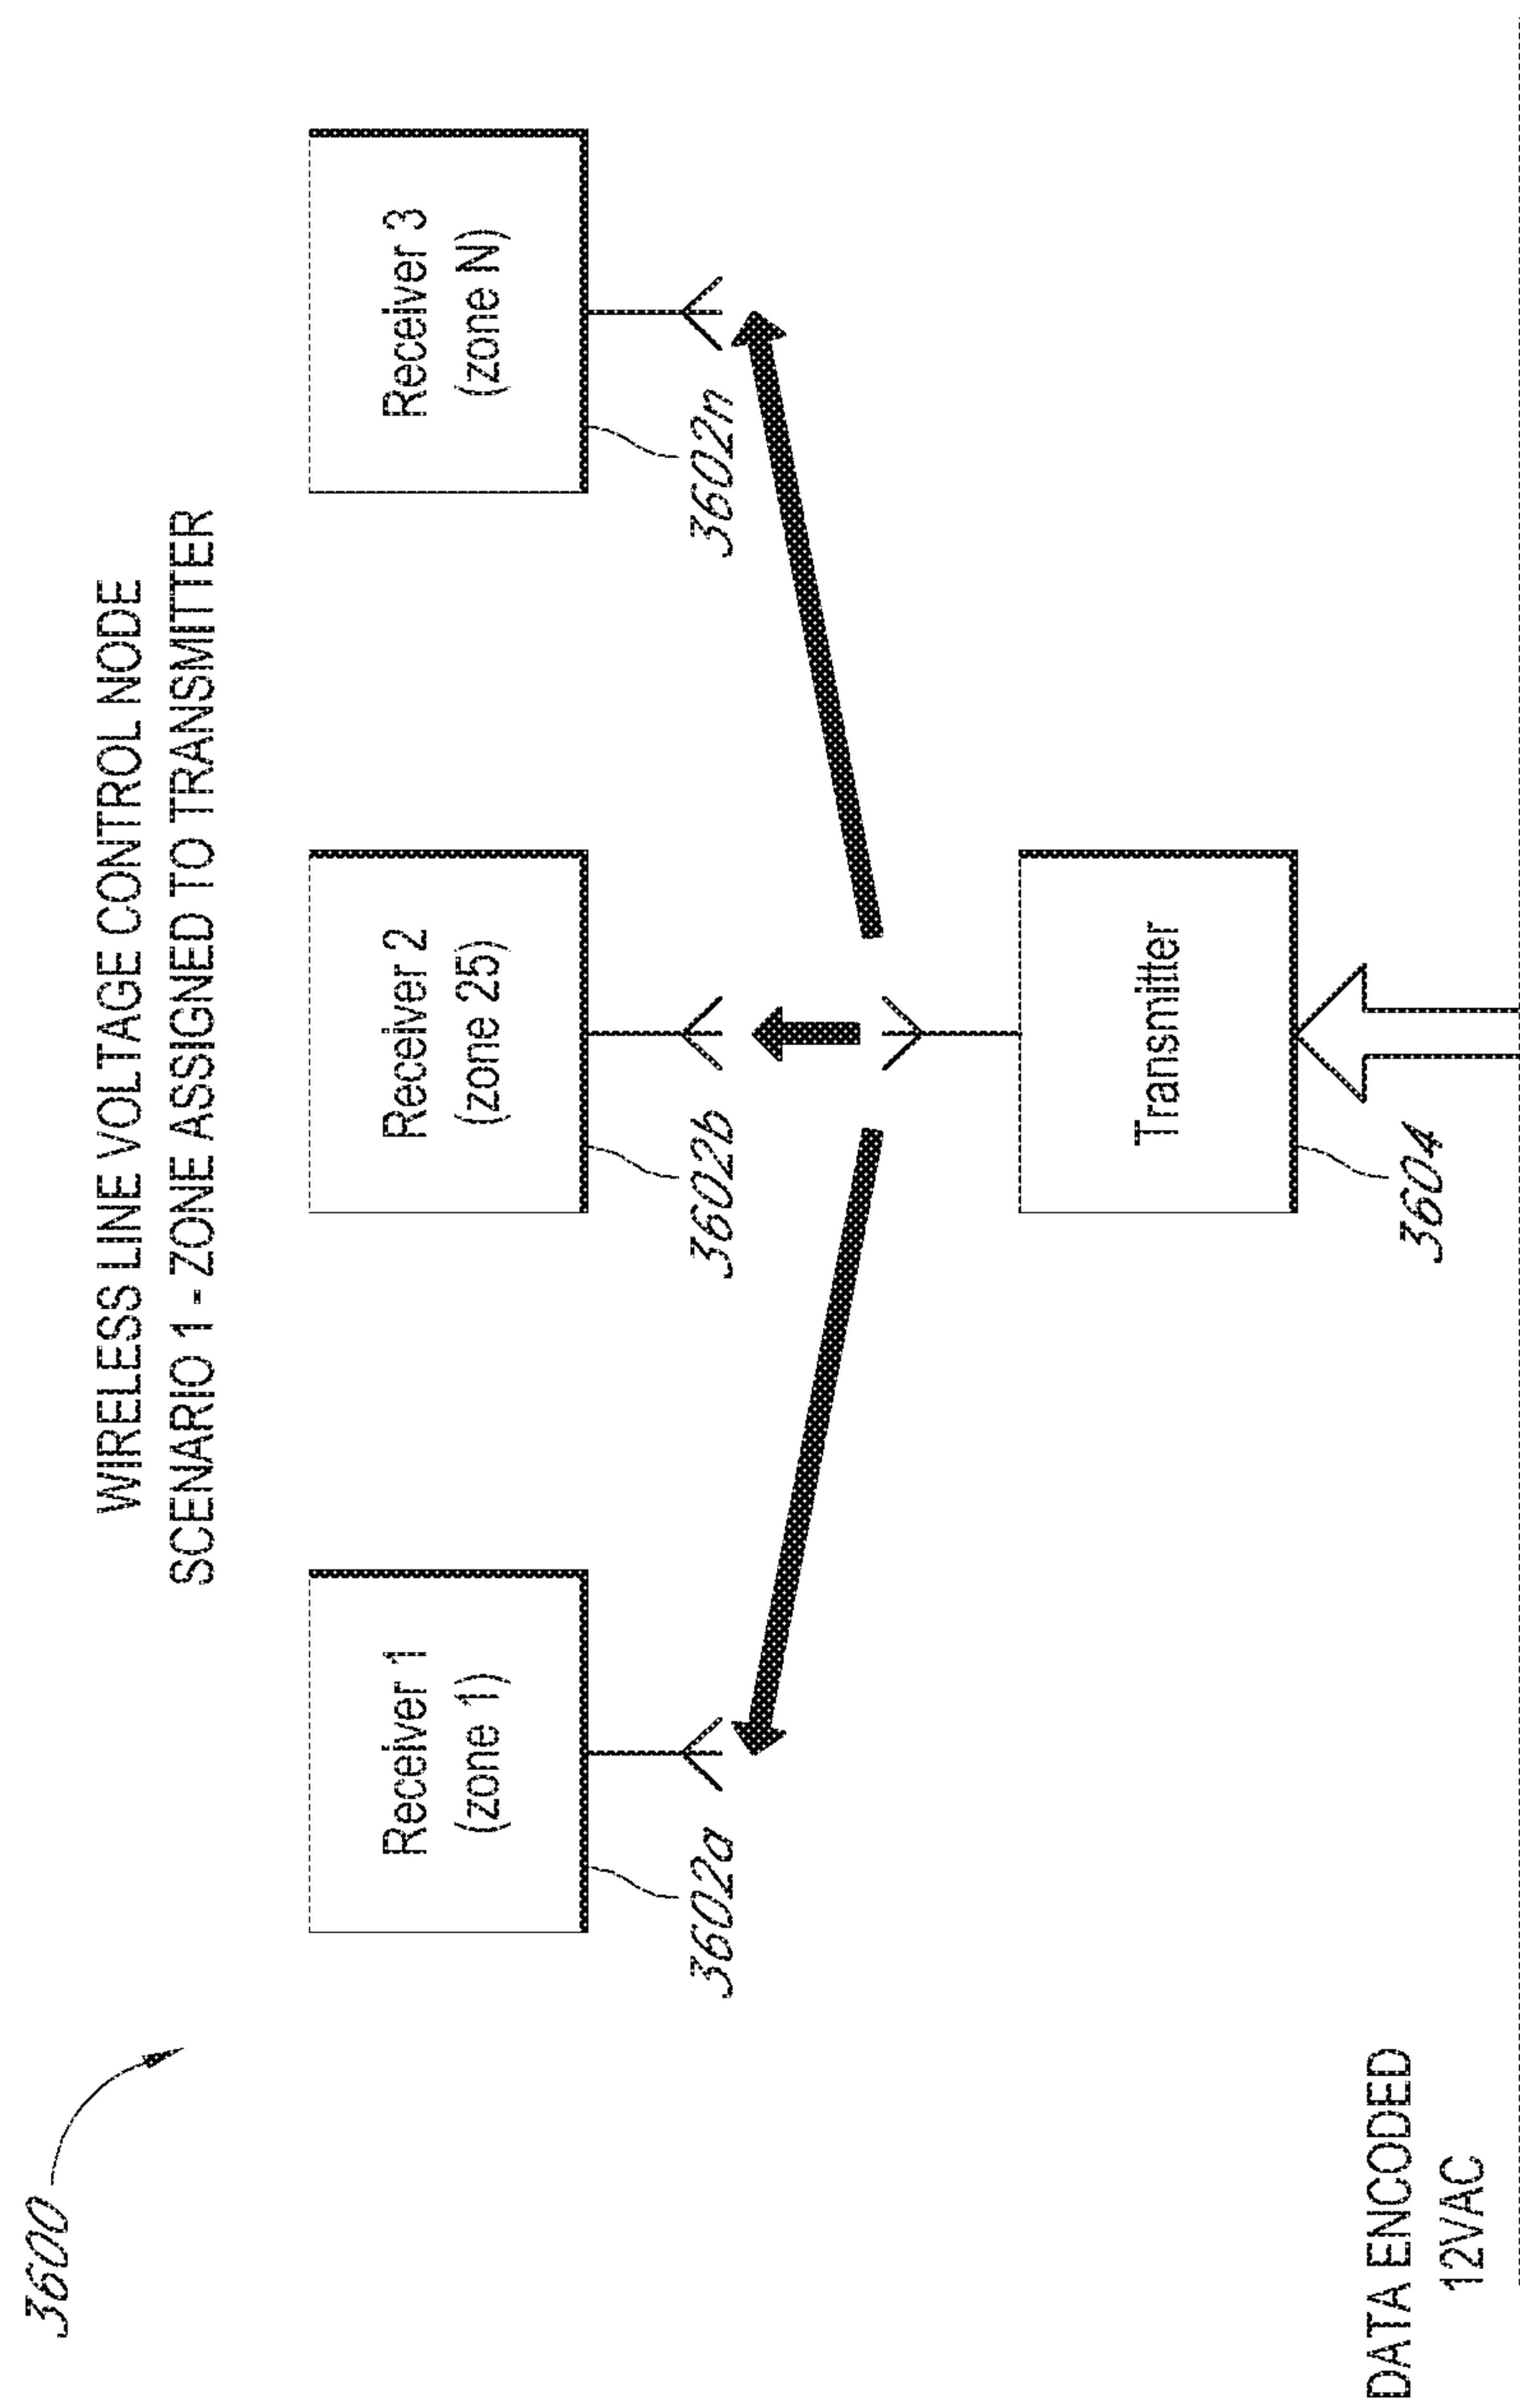 3600
WIRELESS LINE VOLTAGE CONTROL NODE
SCENARIO 1 - ZONE ASSIGNED TO TRANSMITTER
Receiver 1
(zone 1)
3602a
Receiver 2
(zone 25)
3602b
Receiver 3
(zone N)
3602n
Transmitter
3604
DATA ENCODED
12VAC